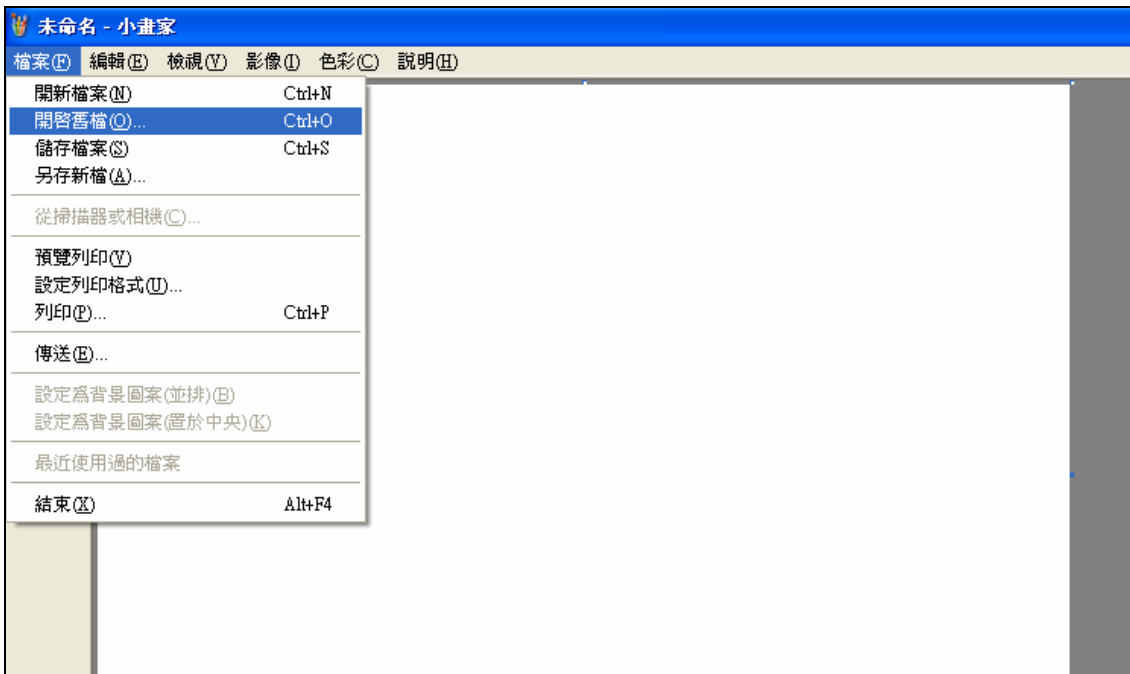 未命名 - 小畫家
檔案(F) 編輯(E) 檢視(V) 影像(I) 色彩(C) 說明(H)
開新檔案(N) Ctrl+N
開啓舊檔(O)... Ctrl+O
儲存檔案(S) Ctrl+S
另存新檔(A)...
從掃描器或相機(C)...
預覽列印(V)
設定列印格式(U)...
列印(P)... Ctrl+P
傳送(E)...
設定爲背景圖案(並排)(B)
設定爲背景圖案(置於中央)(K)
最近使用過的檔案
結束(X) Alt+F4